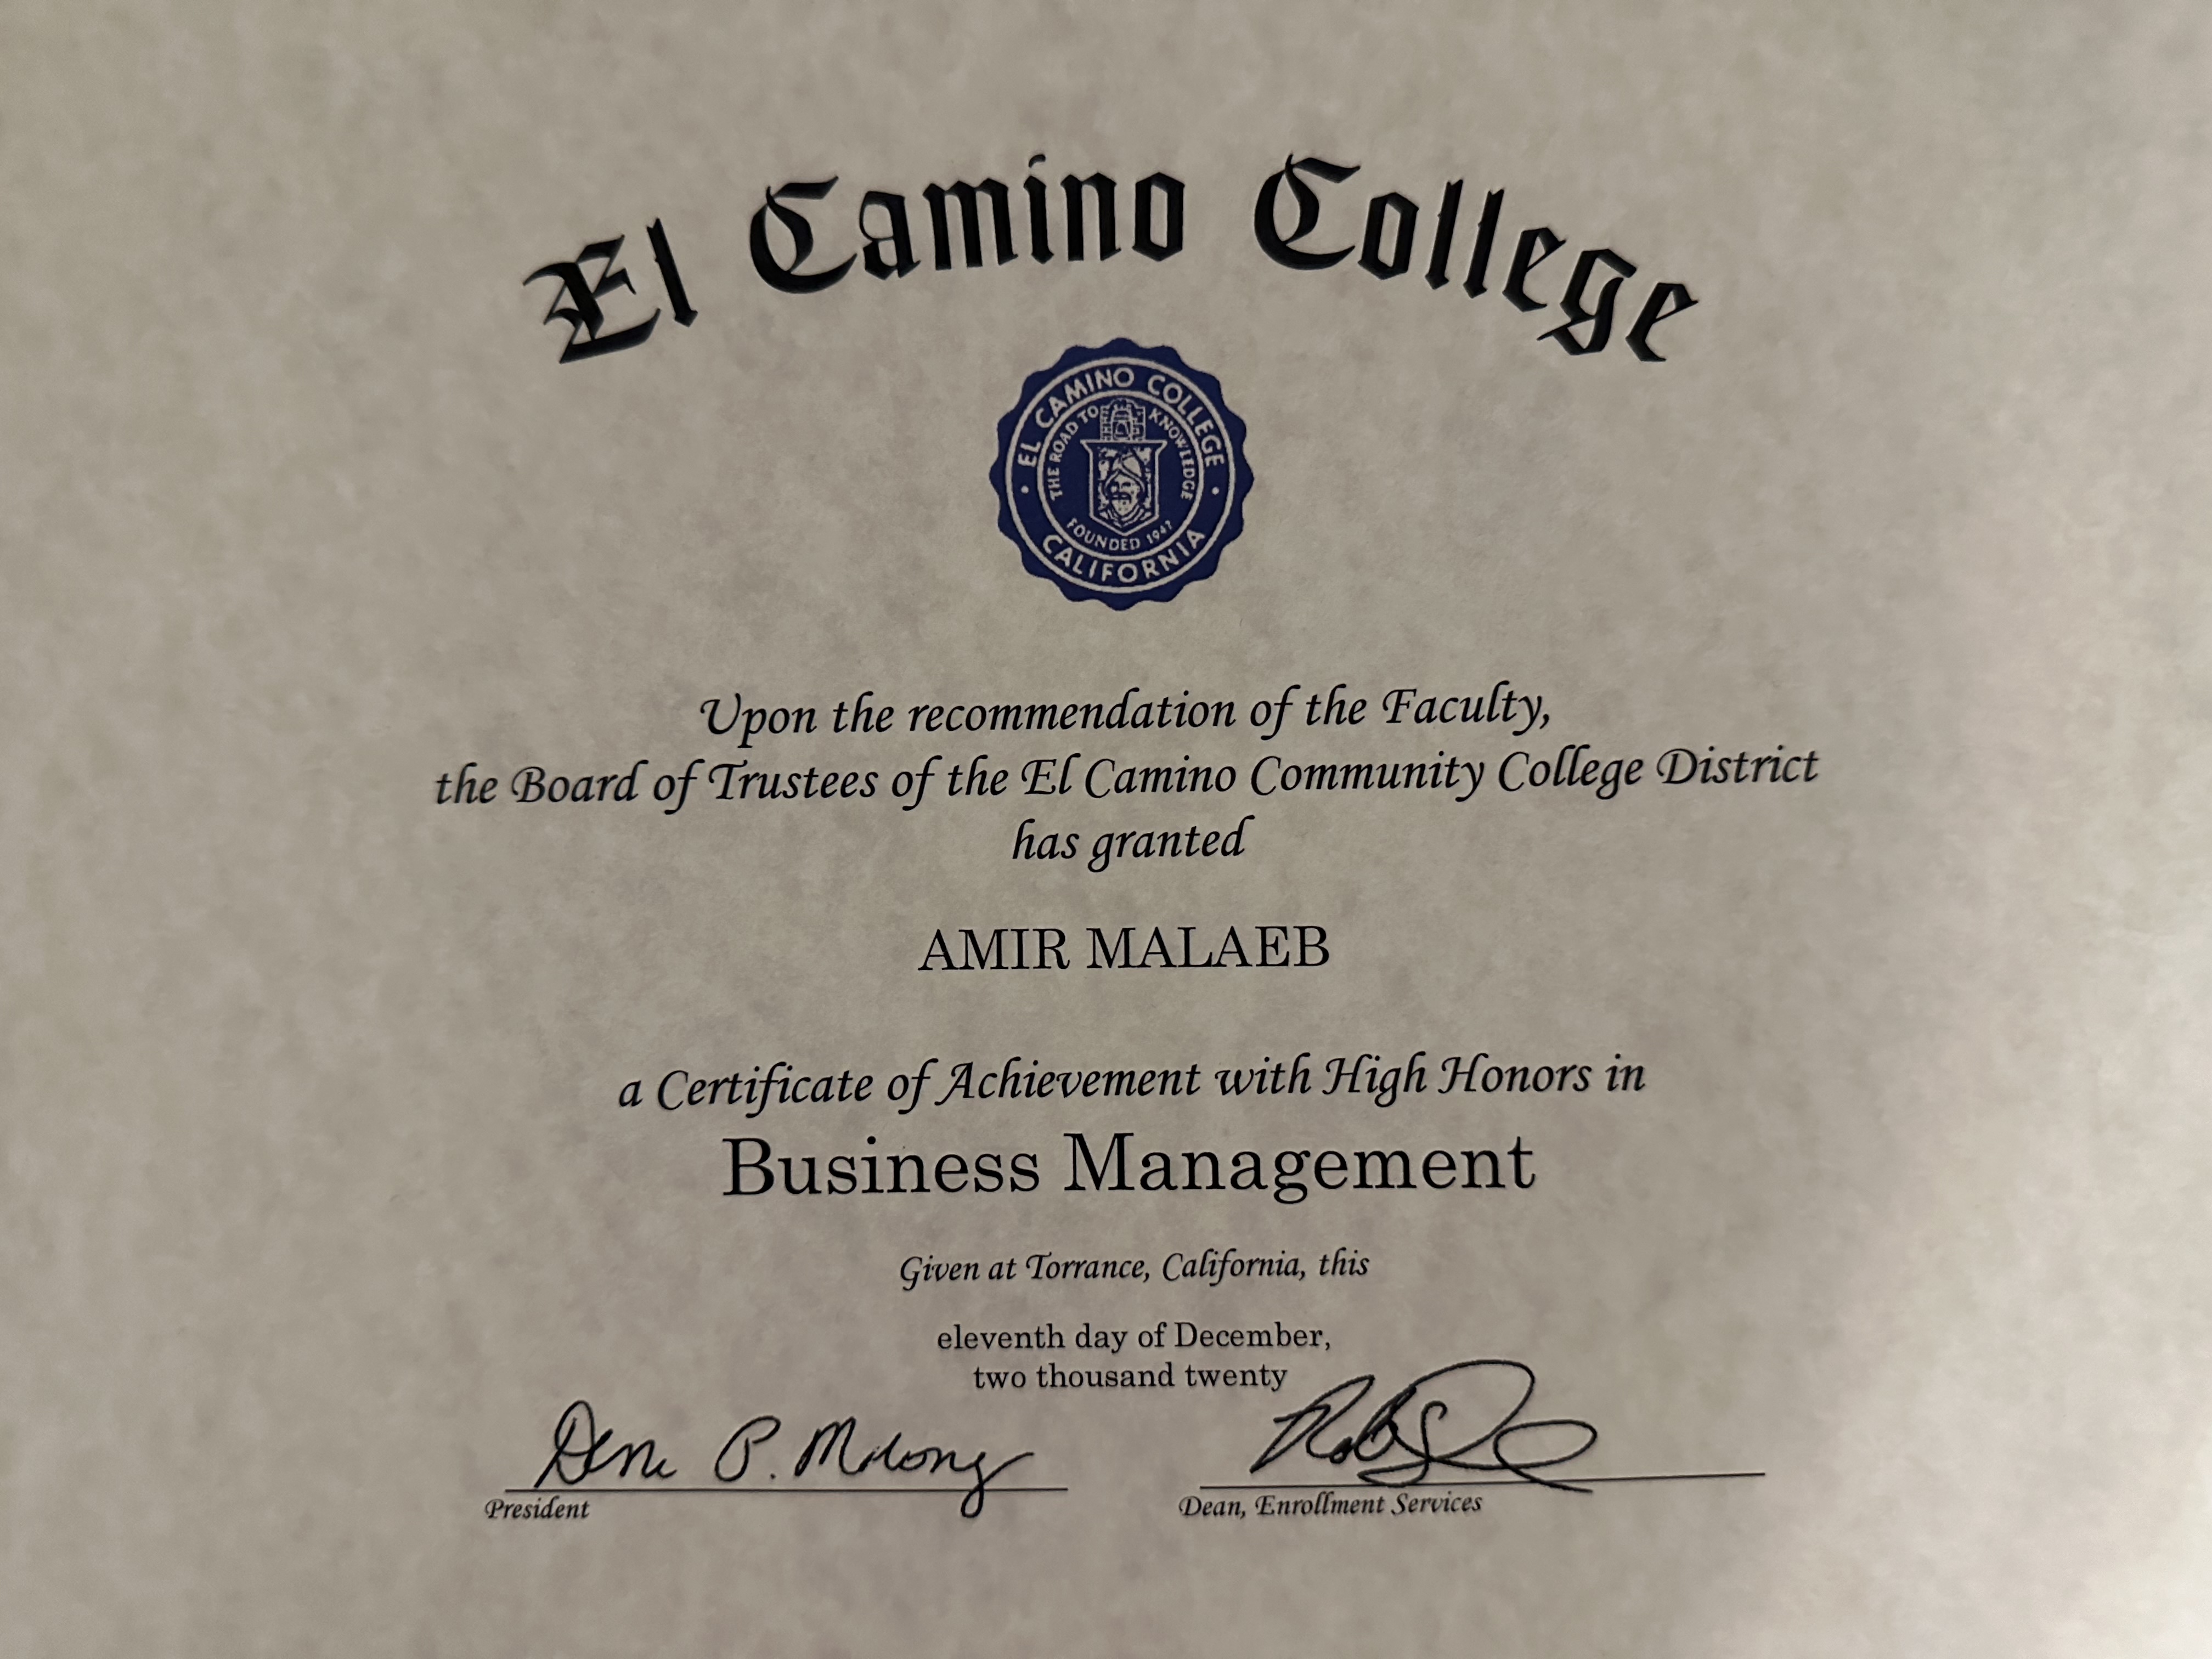 El Camino College
EL CAMINO COLLEGE
THE ROAD TO KNOWLEDGE
FOUNDED 1947
CALIFORNIA
Upon the recommendation of the Faculty,
the Board of Trustees of the El Camino Community College District
has granted
AMIR MALAEB
a Certificate of Achievement with High Honors in
Business Management
Given at Torrance, California, this
eleventh day of December,
two thousand twenty
President
Dean, Enrollment Services